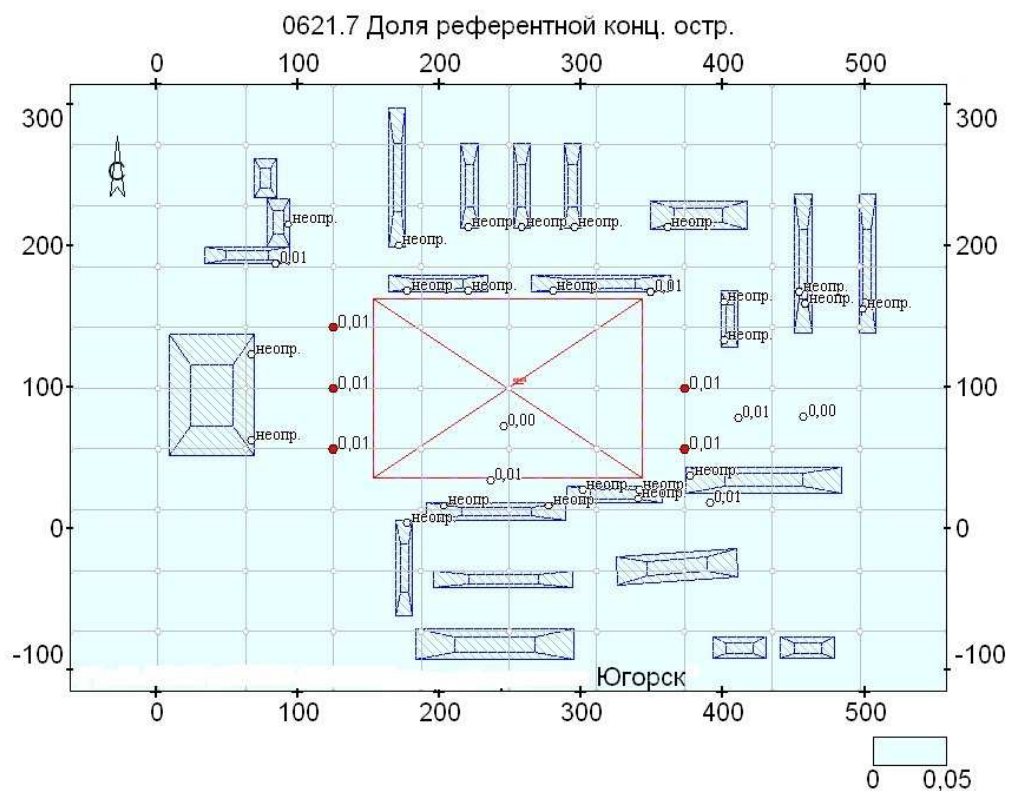 0621.7 Доля референтной конц. остр.
0 100 200 300 400 500
300 300
С
неопр.
неопр. неопр. неопр. неопр.
200 неопр. 200
0,01
неопр. неопр. неопр. 0,01 неопр. неопр.
неопр. неопр.
0,01
неопр.
неопр.
100 0,01 0,01 100
0,01 0,00
0,00
неопр. 0,01 0,01
0,01 неопр.
неопр. неопр.
неопр. неопр. неопр. 0,01
0 неопр. 0
-100 -100
Югорск
0 100 200 300 400 500
0 0,05